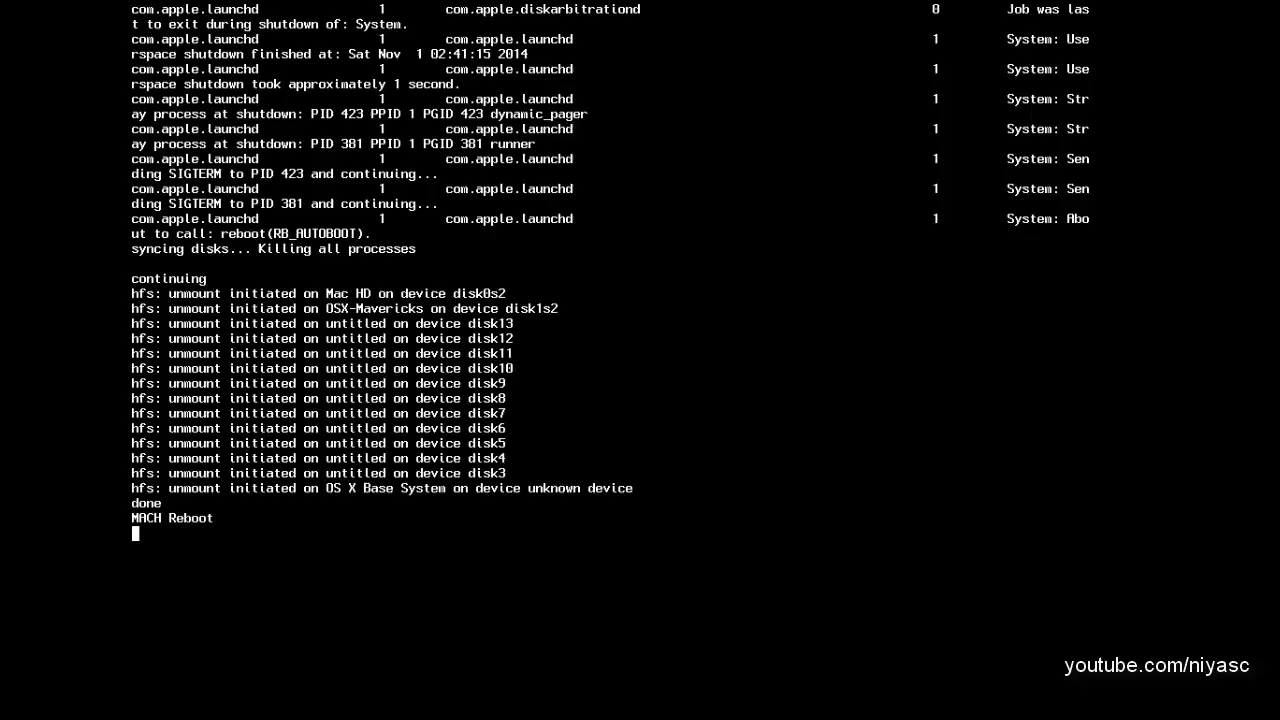 com.apple.launchd 1 com.apple.diskarbitrationd 0 Job was las
t to exit during shutdown of: System.
com.apple.launchd 1 com.apple.launchd 1 System: Use
rspace shutdown finished at: Sat Nov  1 02:41:15 2014
com.apple.launchd 1 com.apple.launchd 1 System: Use
rspace shutdown took approximately 1 second.
com.apple.launchd 1 com.apple.launchd 1 System: Str
ay process at shutdown: PID 423 PPID 1 PGID 423 dynamic_pager
com.apple.launchd 1 com.apple.launchd 1 System: Str
ay process at shutdown: PID 381 PPID 1 PGID 381 runner
com.apple.launchd 1 com.apple.launchd 1 System: Sen
ding SIGTERM to PID 423 and continuing...
com.apple.launchd 1 com.apple.launchd 1 System: Sen
ding SIGTERM to PID 381 and continuing...
com.apple.launchd 1 com.apple.launchd 1 System: Abo
ut to call: reboot(RB_AUTOBOOT).
syncing disks... Killing all processes
continuing
hfs: unmount initiated on Mac HD on device disk0s2
hfs: unmount initiated on OSX-Mavericks on device disk1s2
hfs: unmount initiated on untitled on device disk13
hfs: unmount initiated on untitled on device disk12
hfs: unmount initiated on untitled on device disk11
hfs: unmount initiated on untitled on device disk10
hfs: unmount initiated on untitled on device disk9
hfs: unmount initiated on untitled on device disk8
hfs: unmount initiated on untitled on device disk7
hfs: unmount initiated on untitled on device disk6
hfs: unmount initiated on untitled on device disk5
hfs: unmount initiated on untitled on device disk4
hfs: unmount initiated on untitled on device disk3
hfs: unmount initiated on OS X Base System on device unknown device
done
MACH Reboot
youtube.com/niyasc